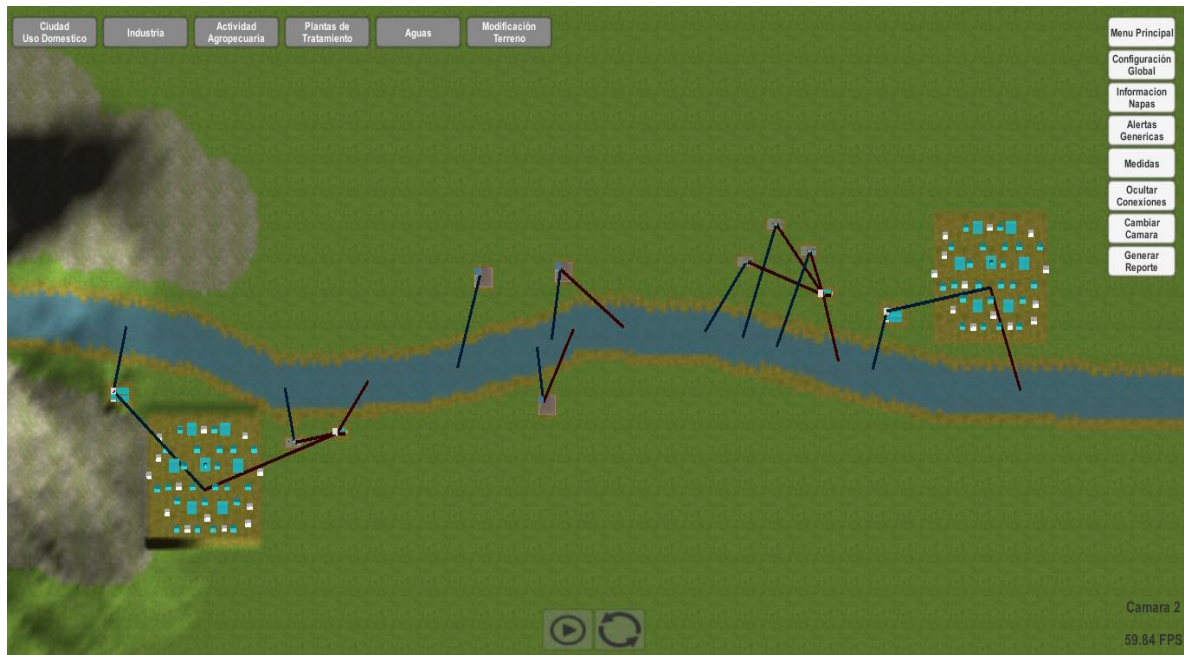 Ciudad
Uso Domestico
Industria
Actividad
Agropecuaria
Plantas de
Tratamiento
Aguas
Modificación
Terreno
Menu Principal
Configuración
Global
Informacion
Napas
Alertas
Genericas
Medidas
Ocultar
Conexiones
Cambiar
Camara
Generar
Reporte
Camara 2
59.84 FPS